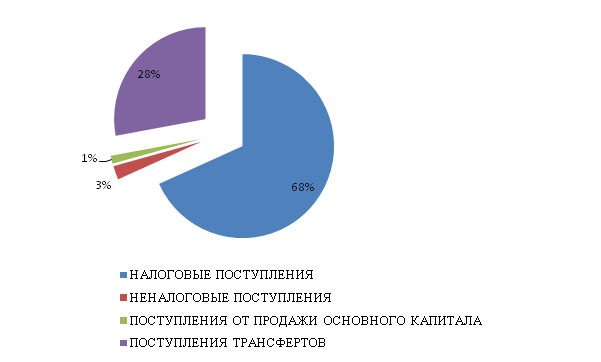 28%
1%
3%
68%
НАЛОГОВЫЕ ПОСТУПЛЕНИЯ
НЕНАЛОГОВЫЕ ПОСТУПЛЕНИЯ
ПОСТУПЛЕНИЯ ОТ ПРОДАЖИ ОСНОВНОГО КАПИТАЛА
ПОСТУПЛЕНИЯ ТРАНСФЕРТОВ